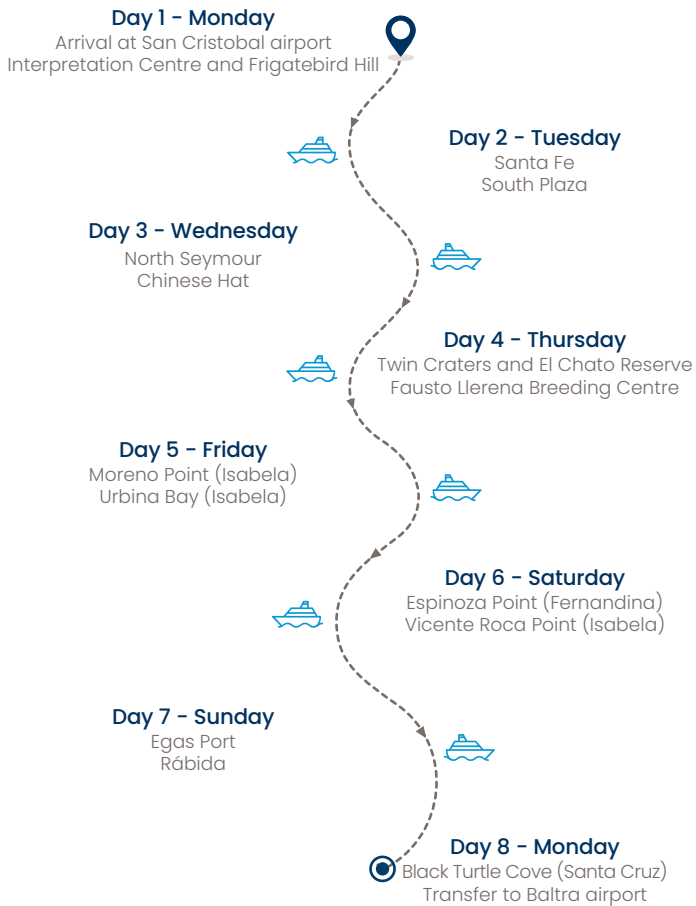 Day 1 - Monday
Arrival at San Cristobal airport
Interpretation Centre and Frigatebird Hill
Day 2 - Tuesday
Santa Fe
South Plaza
Day 3 - Wednesday
North Seymour
Chinese Hat
Day 4 - Thursday
Twin Craters and El Chato Reserve
Fausto Llerena Breeding Centre
Day 5 - Friday
Moreno Point (Isabela)
Urbina Bay (Isabela)
Day 6 - Saturday
Espinoza Point (Fernandina)
Vicente Roca Point (Isabela)
Day 7 - Sunday
Egas Port
Rábida
Day 8 - Monday
Black Turtle Cove (Santa Cruz)
Transfer to Baltra airport